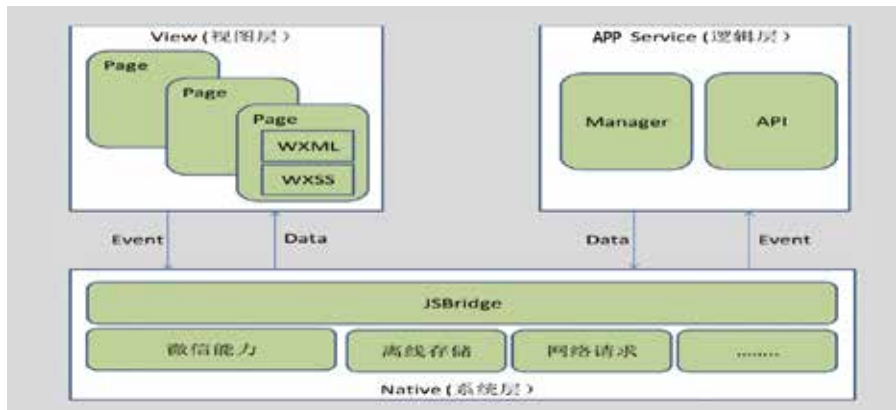 View(视图层)
Page
Page
Page
WXML
WXSS
APP Service(逻辑层)
Manager
API
Event
Data
Data
Event
JSBridge
微信能力
离线存储
网络请求
........
Native(系统层)